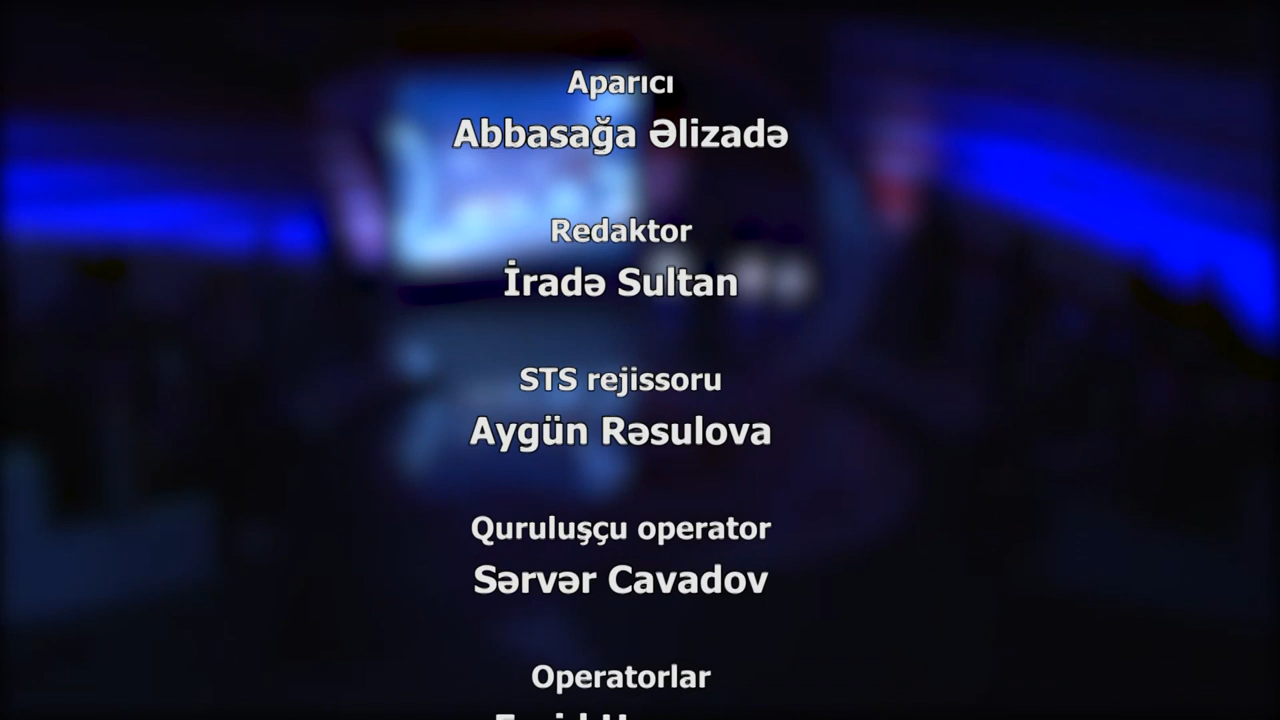 Aparıcı
Abbasağa Əlizadə
Redaktor
İradə Sultan
STS rejissoru
Aygün Rəsulova
Quruluşçu operator
Sərvər Cavadov
Operatorlar